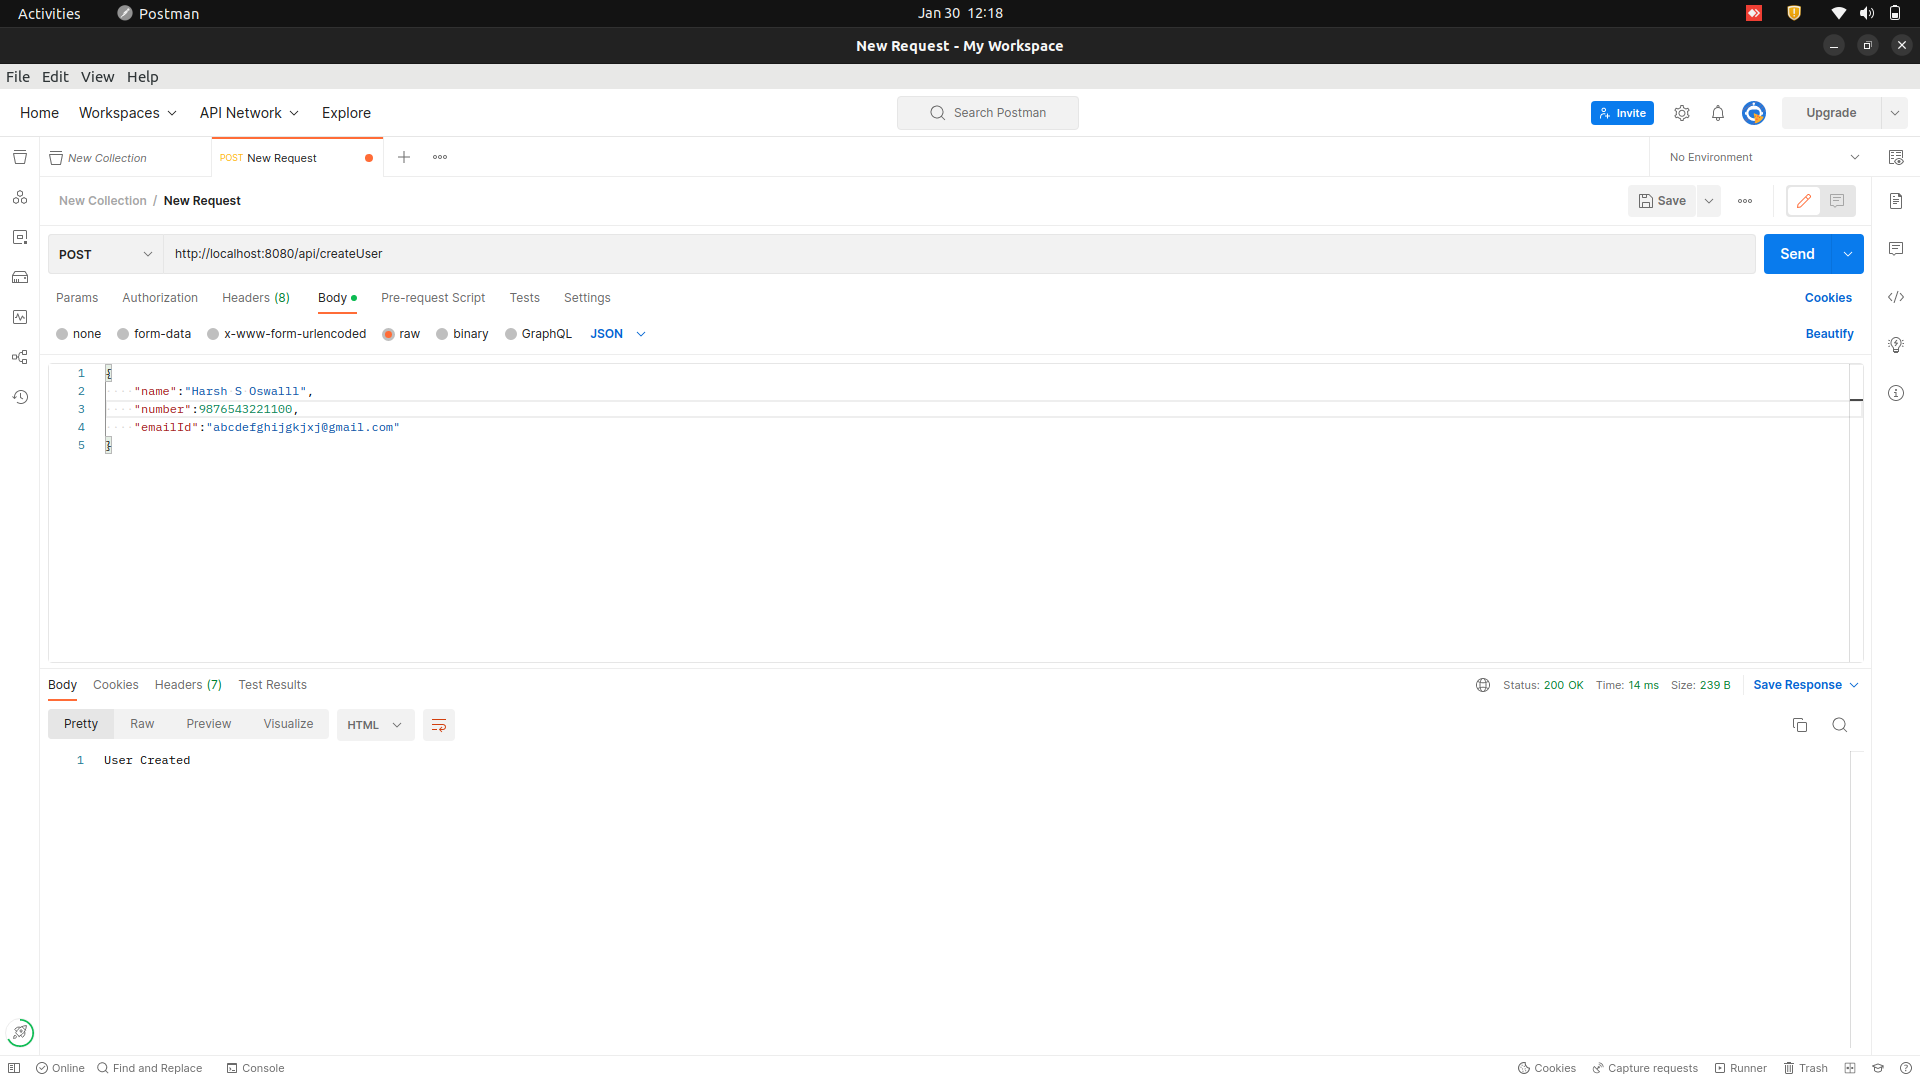 Activities Postman Jan 30 12:18
New Request - My Workspace
File Edit View Help
Home Workspaces API Network Explore Search Postman Invite Upgrade
New Collection POST New Request No Environment
New Collection / New Request Save
POST http://localhost:8080/api/createUser Send
Params Authorization Headers (8) Body Pre-request Script Tests Settings Cookies
none form-data x-www-form-urlencoded raw binary GraphQL JSON Beautify
1 {
2 "name":"Harsh S Oswalll",
3 "number":9876543221100,
4 "emailId":"abcdefghijgkjxj@gmail.com"
5 }
Body Cookies Headers (7) Test Results Status: 200 OK Time: 14 ms Size: 239 B Save Response
Pretty Raw Preview Visualize HTML
1 User Created
Online Find and Replace Console Cookies Capture requests Runner Trash